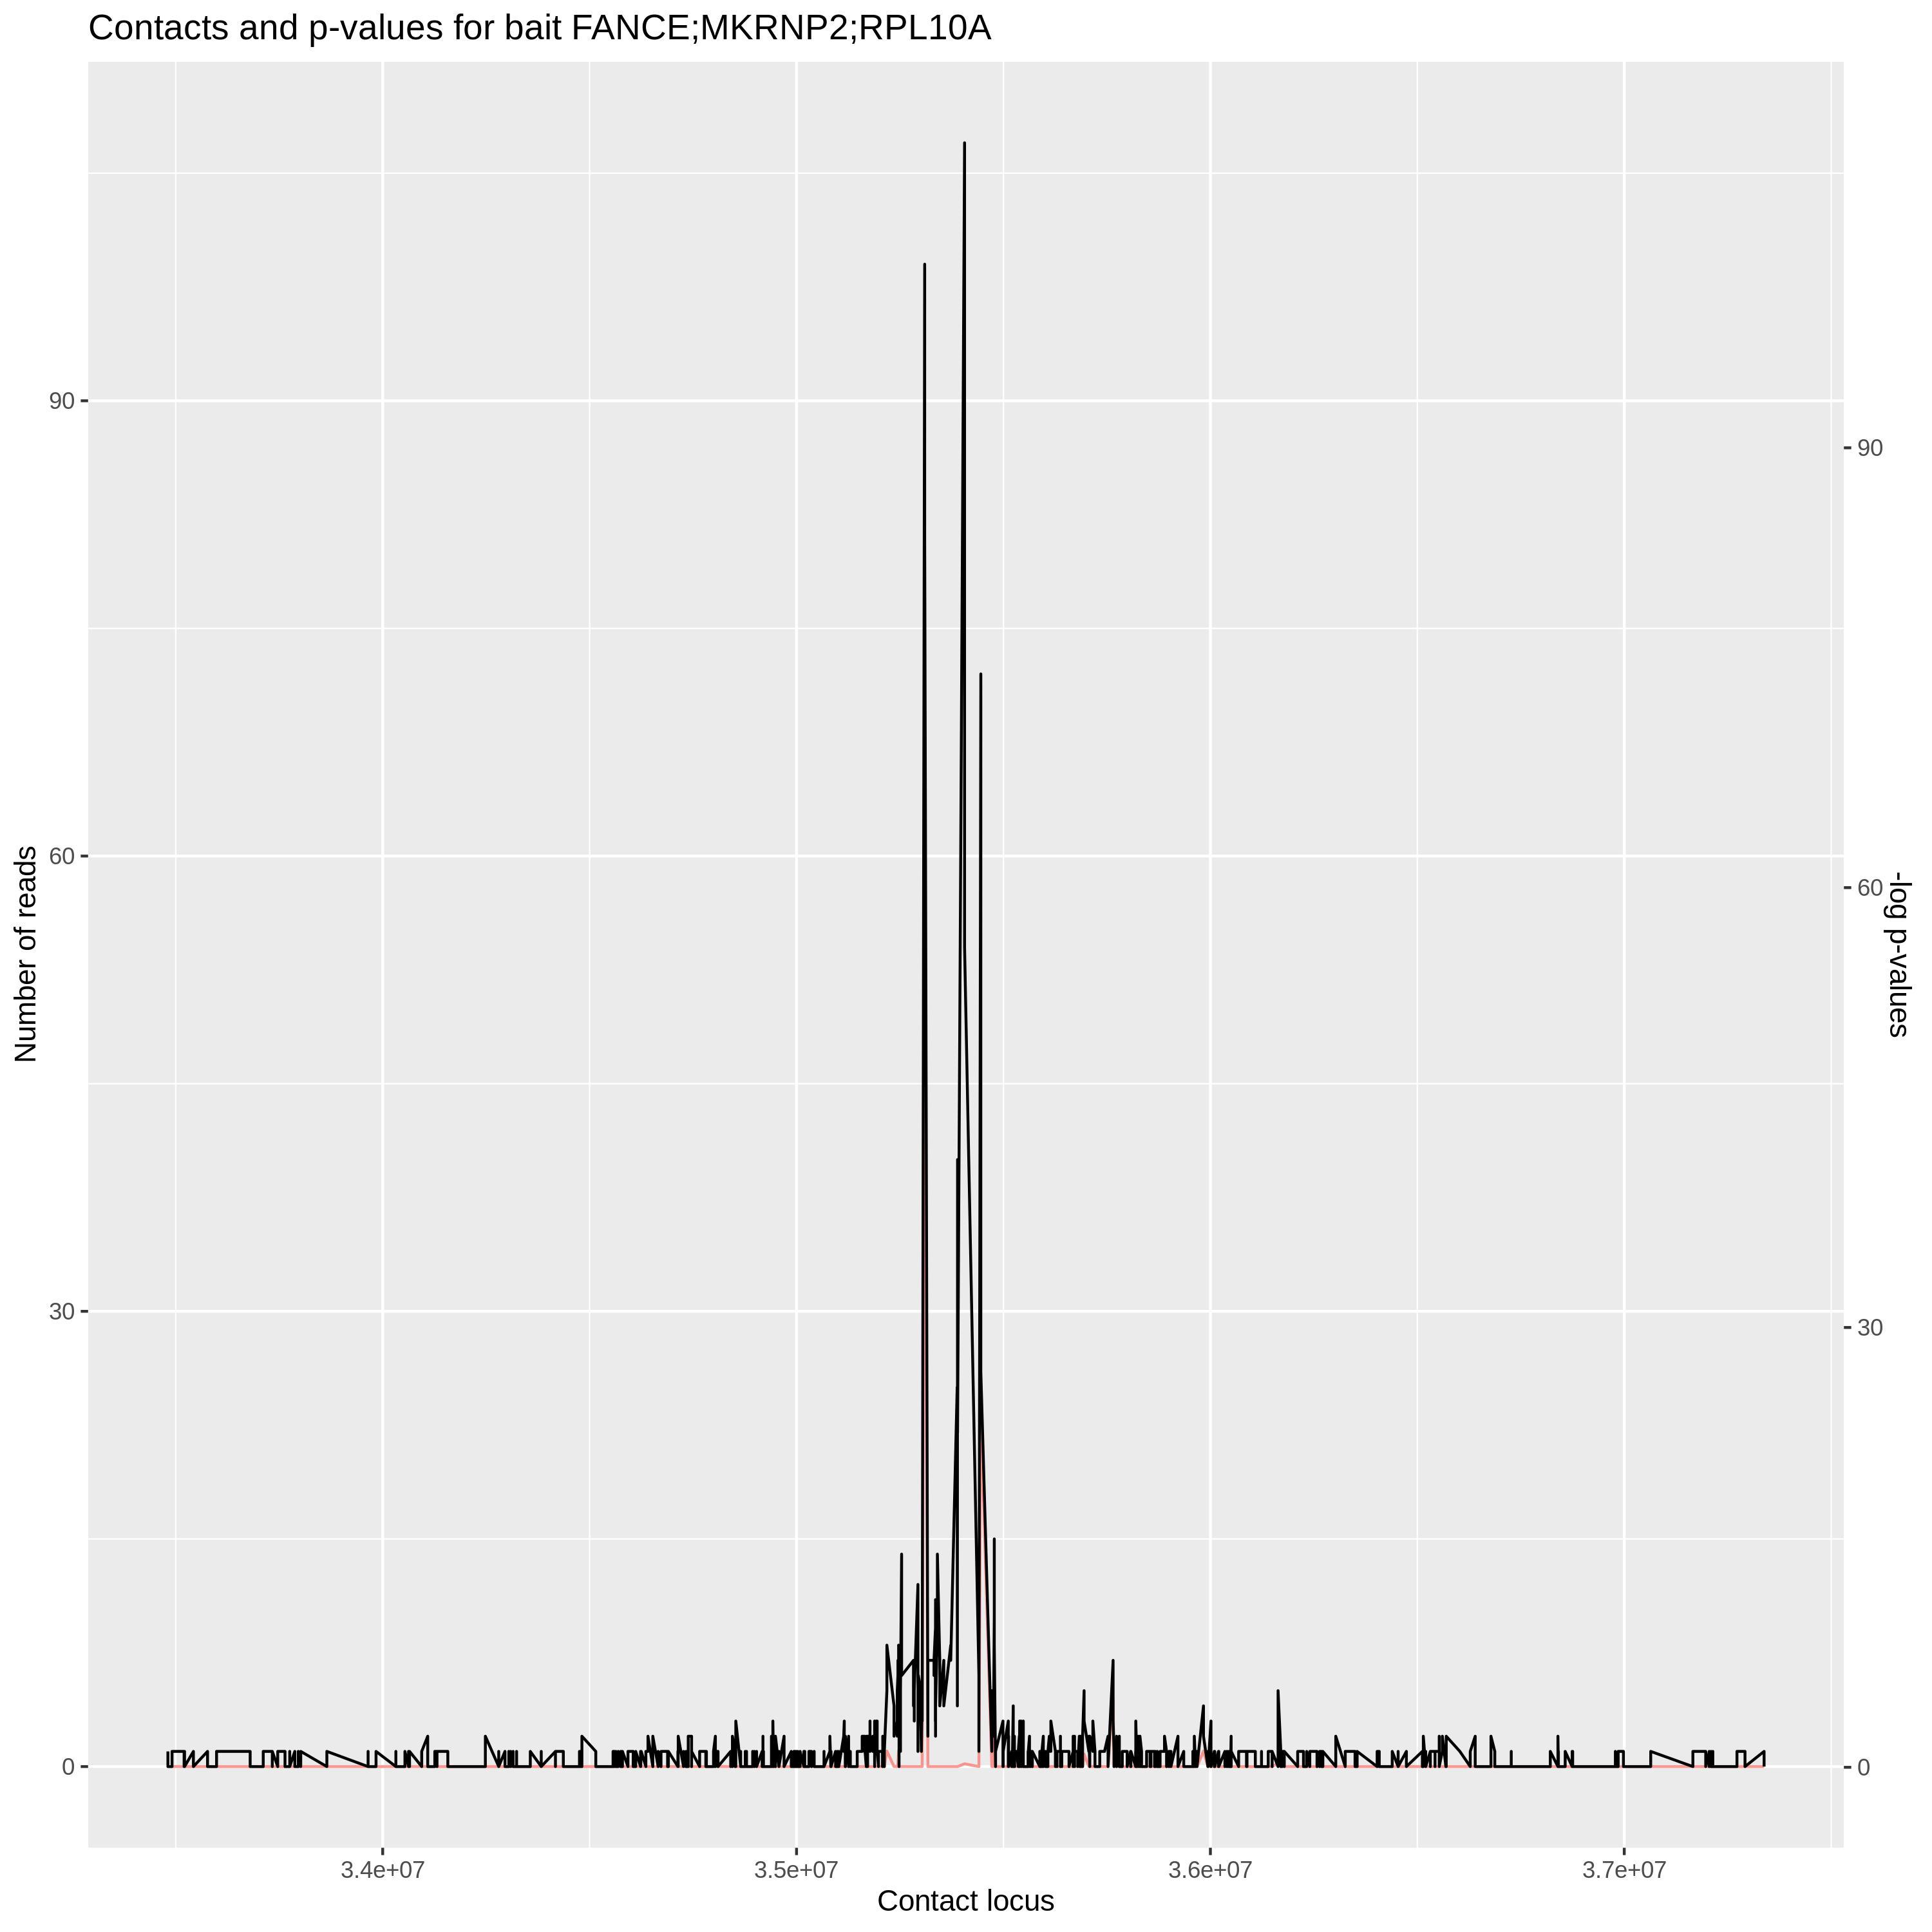 Contacts and p-values for bait FANCE;MKRNP2;RPL10A
90
60
30
0
Number of reads
90
60
30
0
-log p-values
3.4e+07
3.5e+07
3.6e+07
3.7e+07
Contact locus